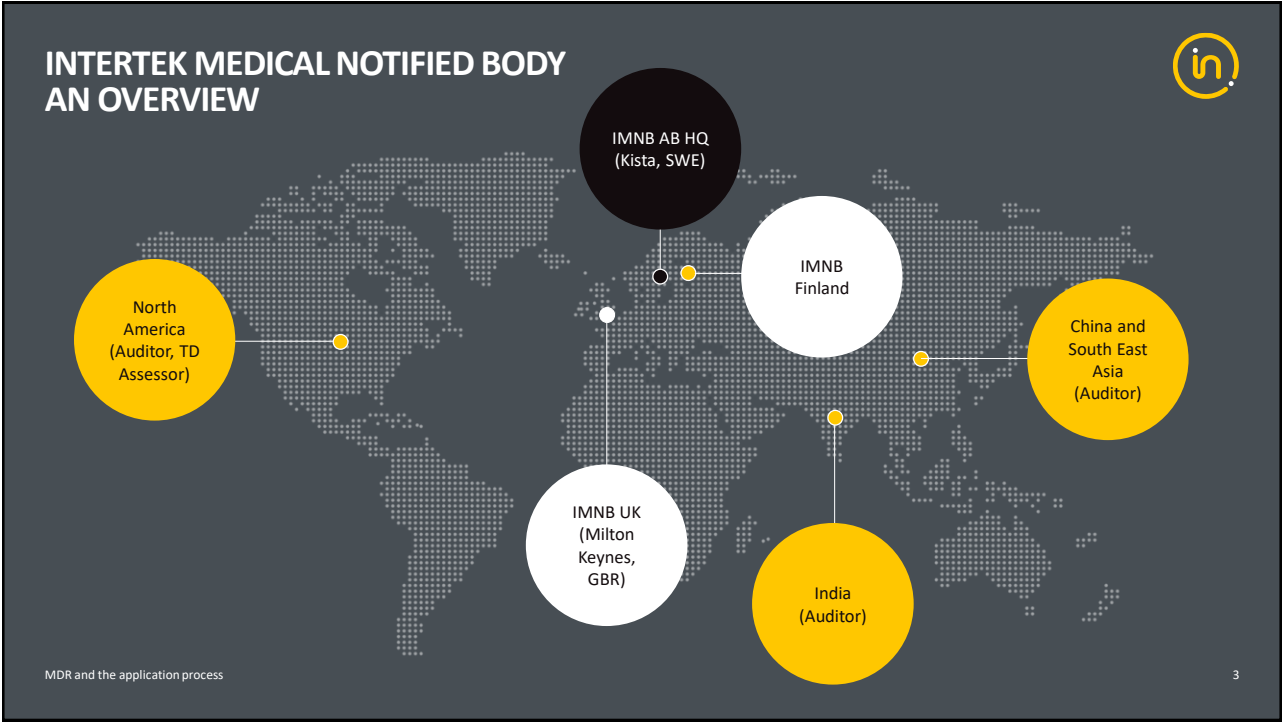 INTERTEK MEDICAL NOTIFIED BODY
AN OVERVIEW
in
IMNB AB HQ
(Kista, SWE)
IMNB
Finland
North
America
(Auditor, TD
Assessor)
China and
South East
Asia
(Auditor)
IMNB UK
(Milton
Keynes,
GBR)
India
(Auditor)
MDR and the application process
3